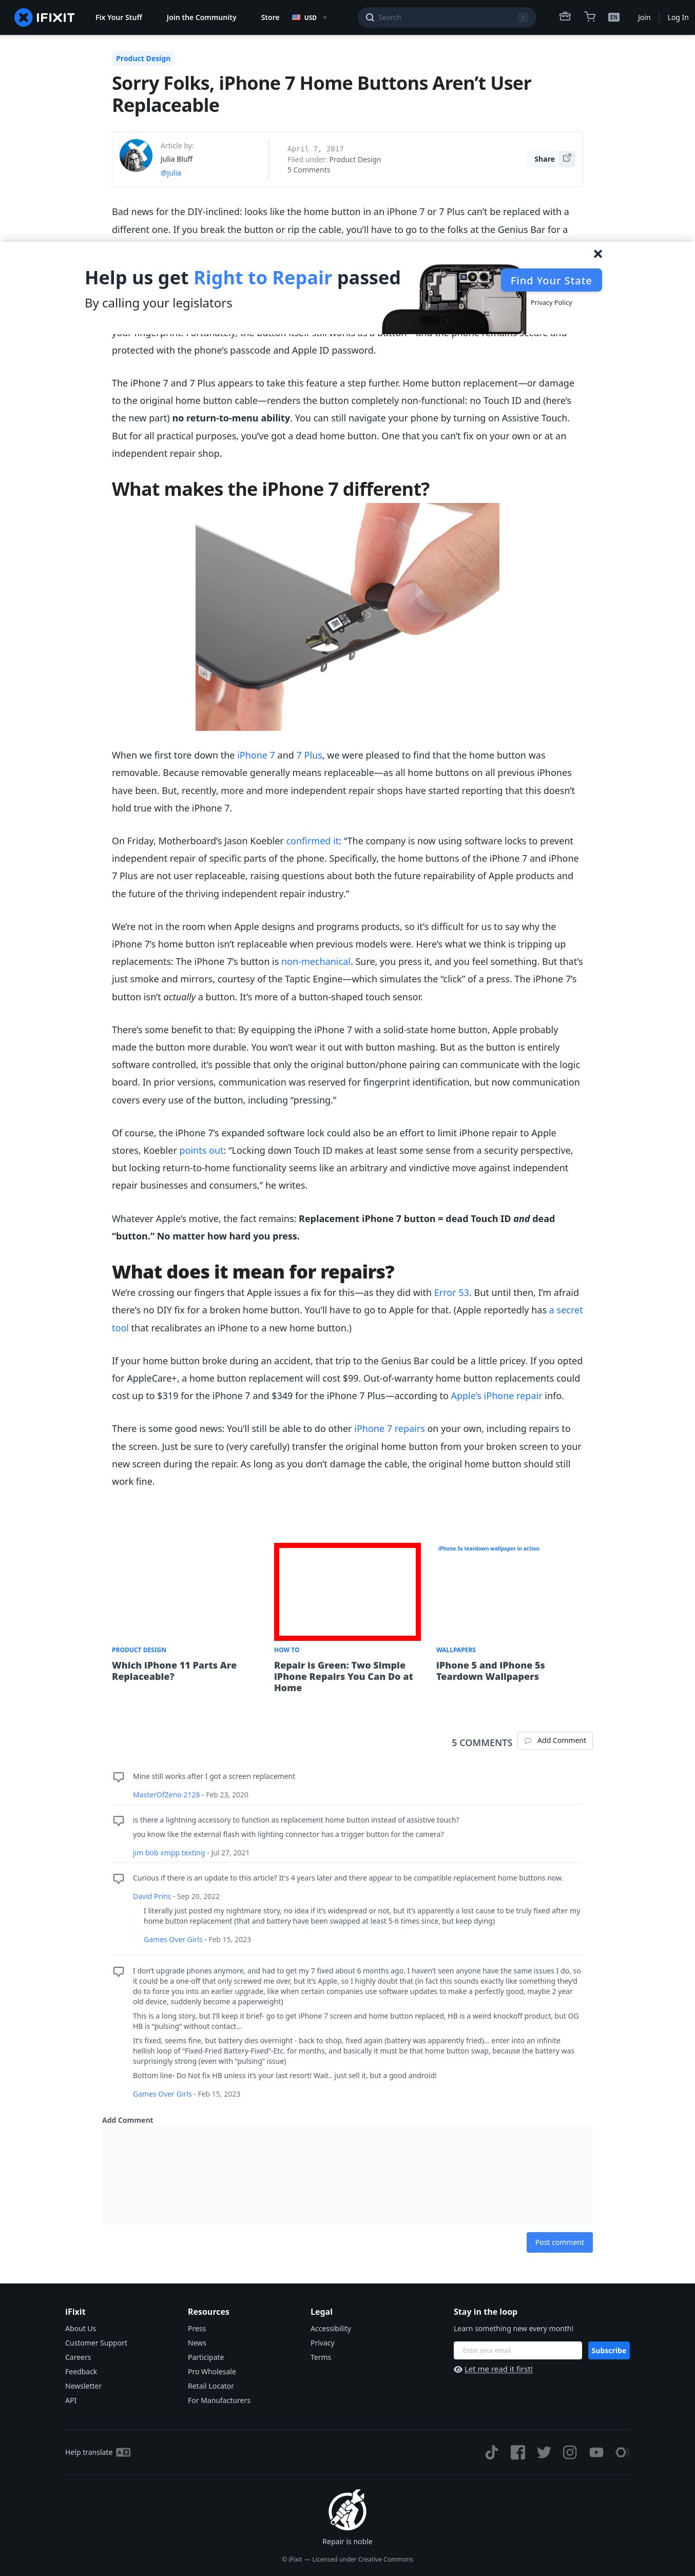 IFIXIT
Fix Your Stuff
Join the Community
Store
USD
Search
/
EN
Join
Log In
Product Design
Sorry Folks, iPhone 7 Home Buttons Aren’t User
Replaceable
Article by:
Julia Bluff
@julia
April 7, 2017
Filed under: Product Design
5 Comments
Share
Bad news for the DIY-inclined: looks like the home button in an iPhone 7 or 7 Plus can’t be replaced with a
different one. If you break the button or rip the cable, you’ll have to go to the folks at the Genius Bar for a
Help us get Right to Repair passed
By calling your legislators
Find Your State
Privacy Policy
your fingerprint. Fortunately, the button itself still works as a button—and the phone remains secure and
protected with the phone’s passcode and Apple ID password.
The iPhone 7 and 7 Plus appears to take this feature a step further. Home button replacement—or damage
to the original home button cable—renders the button completely non-functional: no Touch ID and (here’s
the new part) no return-to-menu ability. You can still navigate your phone by turning on Assistive Touch.
But for all practical purposes, you’ve got a dead home button. One that you can’t fix on your own or at an
independent repair shop.
What makes the iPhone 7 different?
When we first tore down the iPhone 7 and 7 Plus, we were pleased to find that the home button was
removable. Because removable generally means replaceable—as all home buttons on all previous iPhones
have been. But, recently, more and more independent repair shops have started reporting that this doesn’t
hold true with the iPhone 7.
On Friday, Motherboard’s Jason Koebler confirmed it: “The company is now using software locks to prevent
independent repair of specific parts of the phone. Specifically, the home buttons of the iPhone 7 and iPhone
7 Plus are not user replaceable, raising questions about both the future repairability of Apple products and
the future of the thriving independent repair industry.”
We’re not in the room when Apple designs and programs products, so it’s difficult for us to say why the
iPhone 7’s home button isn’t replaceable when previous models were. Here’s what we think is tripping up
replacements: The iPhone 7’s button is non-mechanical. Sure, you press it, and you feel something. But that’s
just smoke and mirrors, courtesy of the Taptic Engine—which simulates the “click” of a press. The iPhone 7’s
button isn’t actually a button. It’s more of a button-shaped touch sensor.
There’s some benefit to that: By equipping the iPhone 7 with a solid-state home button, Apple probably
made the button more durable. You won’t wear it out with button mashing. But as the button is entirely
software controlled, it’s possible that only the original button/phone pairing can communicate with the logic
board. In prior versions, communication was reserved for fingerprint identification, but now communication
covers every use of the button, including “pressing.”
Of course, the iPhone 7’s expanded software lock could also be an effort to limit iPhone repair to Apple
stores, Koebler points out: “Locking down Touch ID makes at least some sense from a security perspective,
but locking return-to-home functionality seems like an arbitrary and vindictive move against independent
repair businesses and consumers,” he writes.
Whatever Apple’s motive, the fact remains: Replacement iPhone 7 button = dead Touch ID and dead
“button.” No matter how hard you press.
What does it mean for repairs?
We’re crossing our fingers that Apple issues a fix for this—as they did with Error 53. But until then, I’m afraid
there’s no DIY fix for a broken home button. You’ll have to go to Apple for that. (Apple reportedly has a secret
tool that recalibrates an iPhone to a new home button.)
If your home button broke during an accident, that trip to the Genius Bar could be a little pricey. If you opted
for AppleCare+, a home button replacement will cost $99. Out-of-warranty home button replacements could
cost up to $319 for the iPhone 7 and $349 for the iPhone 7 Plus—according to Apple’s iPhone repair info.
There is some good news: You’ll still be able to do other iPhone 7 repairs on your own, including repairs to
the screen. Just be sure to (very carefully) transfer the original home button from your broken screen to your
new screen during the repair. As long as you don’t damage the cable, the original home button should still
work fine.
iPhone 5s teardown wallpaper in action
PRODUCT DESIGN
Which iPhone 11 Parts Are
Replaceable?
HOW TO
Repair Is Green: Two Simple
iPhone Repairs You Can Do at
Home
WALLPAPERS
iPhone 5 and iPhone 5s
Teardown Wallpapers
5 COMMENTS
Add Comment
Mine still works after I got a screen replacement
MasterOfZeno 2128 - Feb 23, 2020
is there a lightning accessory to function as replacement home button instead of assistive touch?
you know like the external flash with lighting connector has a trigger button for the camera?
jim bob xmpp texting - Jul 27, 2021
Curious if there is an update to this article? It’s 4 years later and there appear to be compatible replacement home buttons now.
David Prins - Sep 20, 2022
I literally just posted my nightmare story, no idea if it’s widespread or not, but it’s apparently a lost cause to be truly fixed after my
home button replacement (that and battery have been swapped at least 5-6 times since, but keep dying)
Games Over Girls - Feb 15, 2023
I don’t upgrade phones anymore, and had to get my 7 fixed about 6 months ago. I haven’t seen anyone have the same issues I do, so
it could be a one-off that only screwed me over, but it’s Apple, so I highly doubt that (in fact this sounds exactly like something they’d
do to force you into an earlier upgrade, like when certain companies use software updates to make a perfectly good, maybe 2 year
old device, suddenly become a paperweight)
This is a long story, but I’ll keep it brief- go to get iPhone 7 screen and home button replaced, HB is a weird knockoff product, but OG
HB is “pulsing” without contact…
It’s fixed, seems fine, but battery dies overnight - back to shop, fixed again (battery was apparently fried)… enter into an infinite
hellish loop of “Fixed-Fried Battery-Fixed”-Etc. for months, and basically it must be that home button swap, because the battery was
surprisingly strong (even with “pulsing” issue)
Bottom line- Do Not fix HB unless it’s your last resort! Wait.. just sell it, but a good android!
Games Over Girls - Feb 15, 2023
Add Comment
Post comment
iFixit
About Us
Customer Support
Careers
Feedback
Newsletter
API
Resources
Press
News
Participate
Pro Wholesale
Retail Locator
For Manufacturers
Legal
Accessibility
Privacy
Terms
Stay in the loop
Learn something new every month!
Enter your email
Subscribe
Let me read it first!
Help translate
Repair is noble
© iFixit — Licensed under Creative Commons